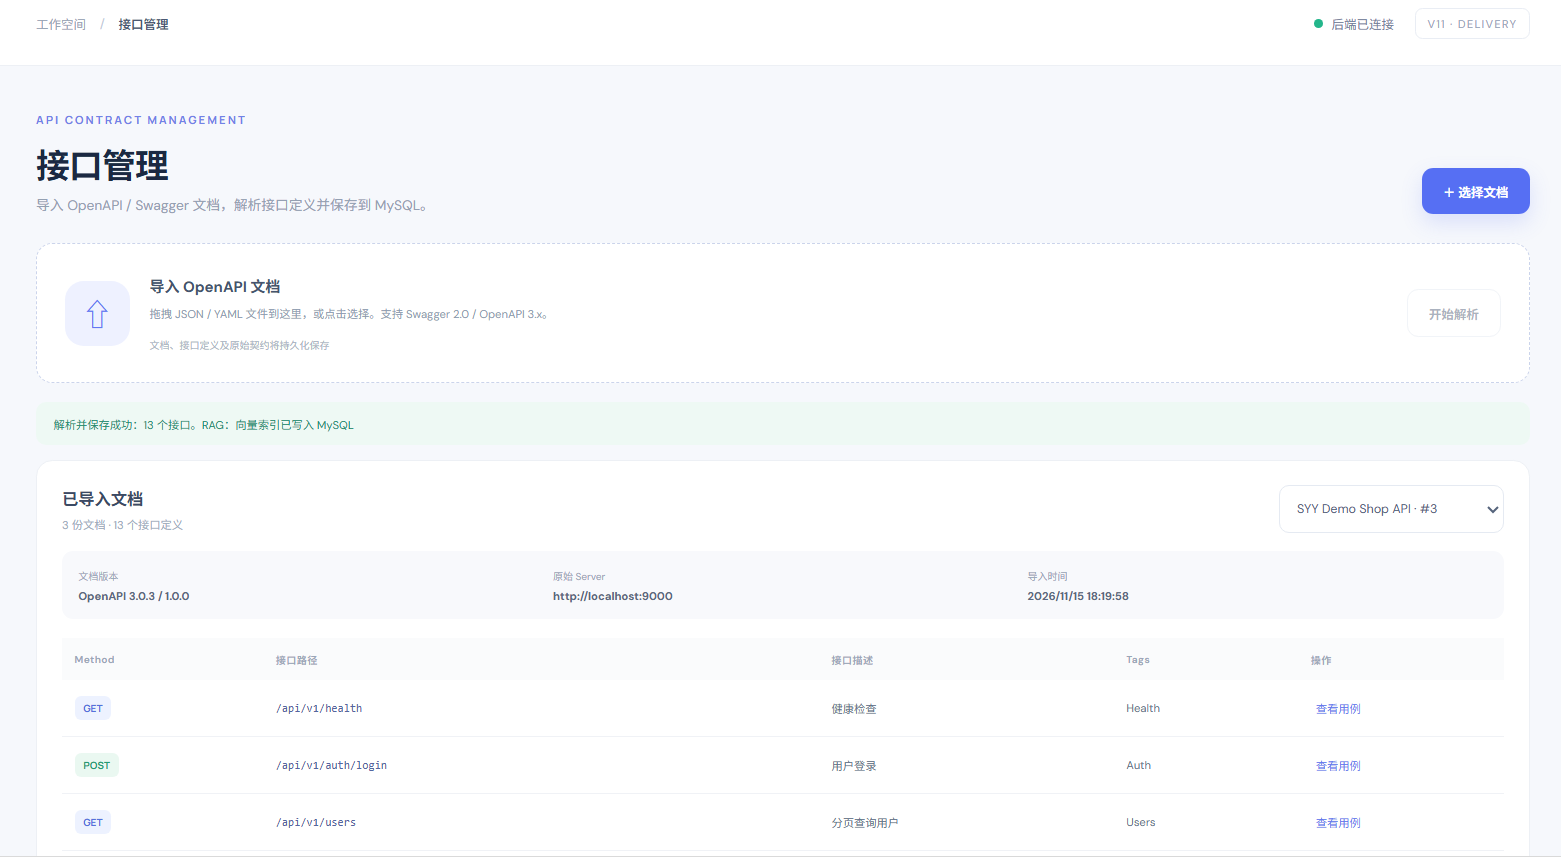 工作空间 / 接口管理
后端已连接
V11 · DELIVERY
API CONTRACT MANAGEMENT
接口管理
导入 OpenAPI / Swagger 文档，解析接口定义并保存到 MySQL。
+ 选择文档
导入 OpenAPI 文档
拖拽 JSON / YAML 文件到这里，或点击选择。支持 Swagger 2.0 / OpenAPI 3.x。
文档、接口定义及原始契约将持久化保存
开始解析
解析并保存成功：13 个接口。RAG：向量索引已写入 MySQL
已导入文档
3 份文档 · 13 个接口定义
SYY Demo Shop API · #3
文档版本 原始 Server 导入时间
OpenAPI 3.0.3 / 1.0.0 http://localhost:9000 2026/11/15 18:19:58
Method 接口路径 接口描述 Tags 操作
GET /api/v1/health 健康检查 Health 查看用例
POST /api/v1/auth/login 用户登录 Auth 查看用例
GET /api/v1/users 分页查询用户 Users 查看用例